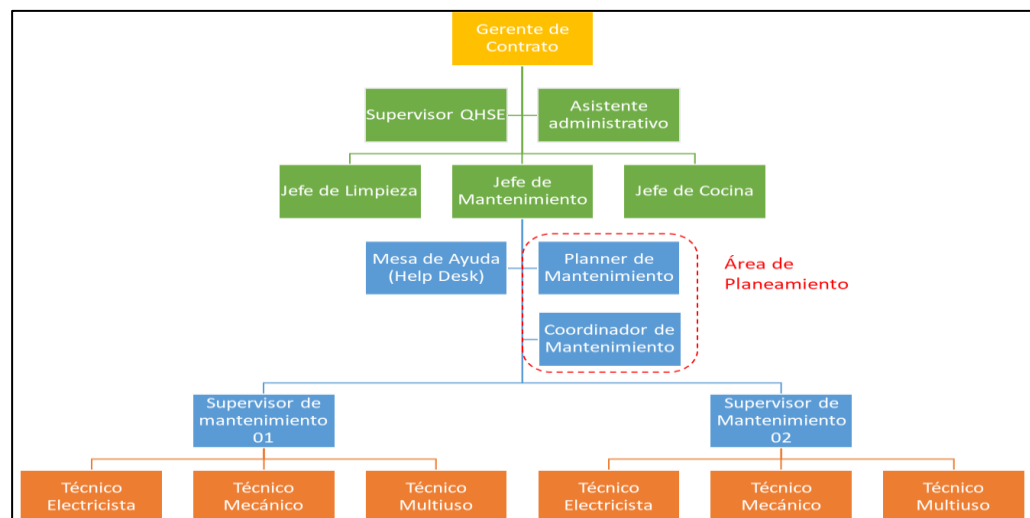 Gerente de
Contrato
Supervisor QHSE
Asistente
administrativo
Jefe de Limpieza
Jefe de
Mantenimiento
Jefe de Cocina
Mesa de Ayuda
(Help Desk)
Planner de
Mantenimiento
Área de
Planeamiento
Coordinador de
Mantenimiento
Supervisor de
mantenimiento
01
Supervisor de
Mantenimiento
02
Técnico
Electricista
Técnico
Mecánico
Técnico
Multiuso
Técnico
Electricista
Técnico
Mecánico
Técnico
Multiuso